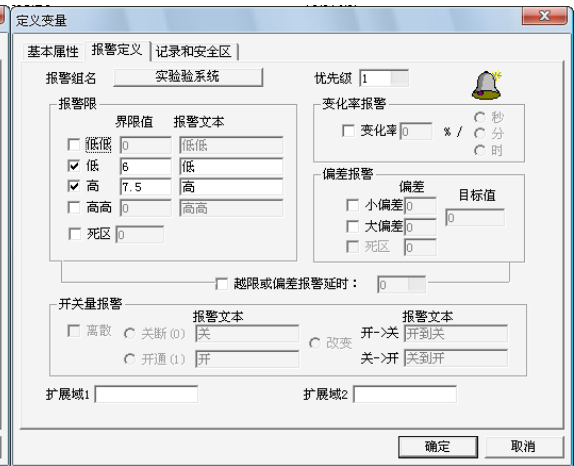 定义变量
基本属性 报警定义 记录和安全区
报警组名 实验验系统 优先级 1
报警限 变化率报警
界限值 报警文本
变化率 0 % / 秒 分 时
低低 0 低低
低 6 低
高 7.5 高
高高 0 高高
死区 0
偏差报警
偏差 目标值
小偏差 0 0
大偏差 0
死区 0
越限或偏差报警延时： 0
开关量报警
报警文本 报警文本
离散 关断(0) 关 改变 开->关 开到关
开通(1) 开 关->开 关到开
扩展域1 扩展域2
确定 取消